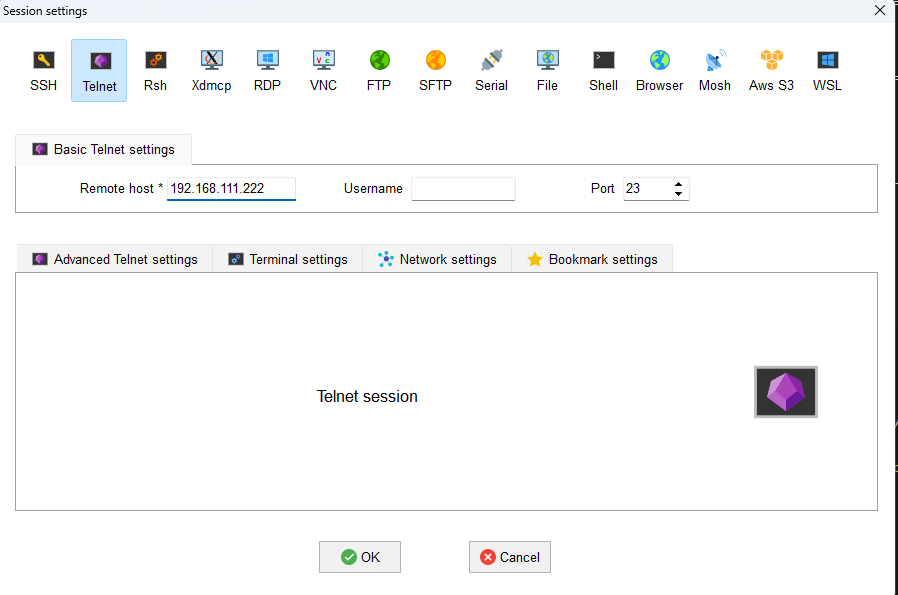 Session settings
SSH Telnet Rsh Xdmcp RDP VNC FTP SFTP Serial File Shell Browser Mosh Aws S3 WSL
Basic Telnet settings
Remote host * 192.168.111.222 Username Port 23
Advanced Telnet settings Terminal settings Network settings Bookmark settings
Telnet session
OK Cancel